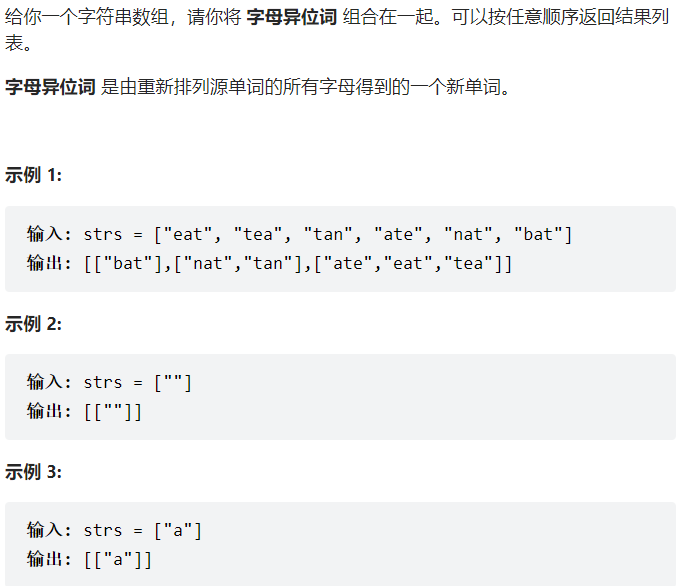 给你一个字符串数组，请你将 字母异位词 组合在一起。可以按任意顺序返回结果列
表。
字母异位词 是由重新排列源单词的所有字母得到的一个新单词。
示例 1:
输入: strs = ["eat", "tea", "tan", "ate", "nat", "bat"]
输出: [["bat"],["nat","tan"],["ate","eat","tea"]]
示例 2:
输入: strs = [""]
输出: [[""]]
示例 3:
输入: strs = ["a"]
输出: [["a"]]